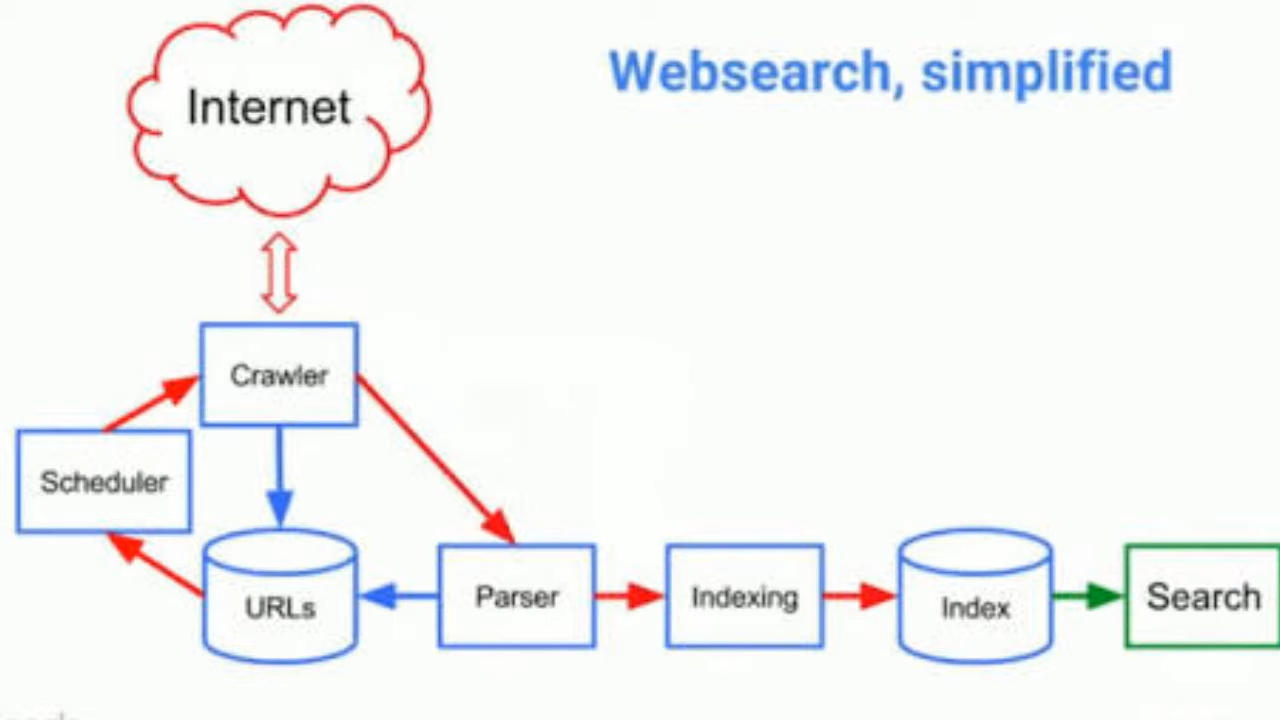 Websearch, simplified
Internet
Crawler
Scheduler
URLs
Parser
Indexing
Index
Search